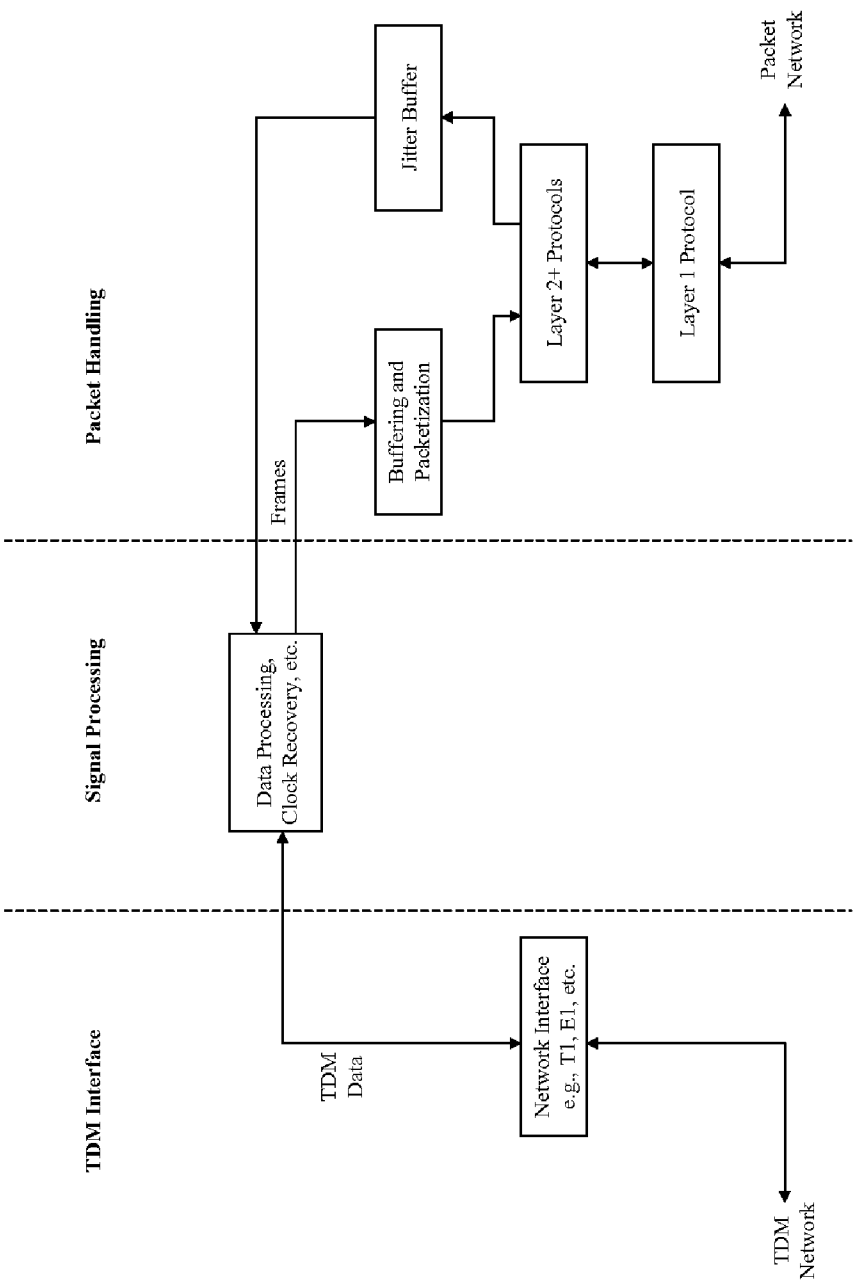 TDM Interface
Signal Processing
Packet Handling
Data Processing,
Clock Recovery, etc.
Frames
TDM
Data
Buffering and
Packetization
Jitter Buffer
Network Interface
e.g., T1, E1, etc.
Layer 2+ Protocols
Layer 1 Protocol
TDM
Network
Packet
Network